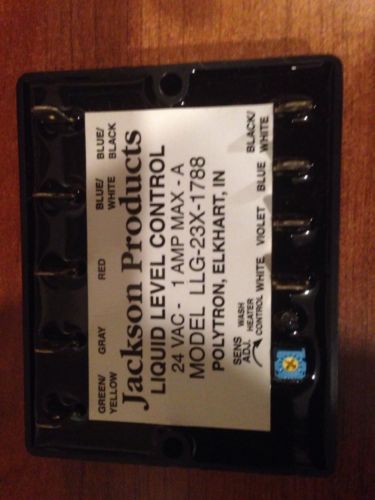 GREEN/ YELLOW GRAY RED BLUE/ WHITE BLUE/ BLACK
Jackson Products
LIQUID LEVEL CONTROL
24 VAC - 1 AMP MAX - A
MODEL LLG-23X-1788
POLYTRON, ELKHART, IN
SENS ADJ. WASH HEATER CONTROL WHITE VIOLET BLUE BLACK/ WHITE